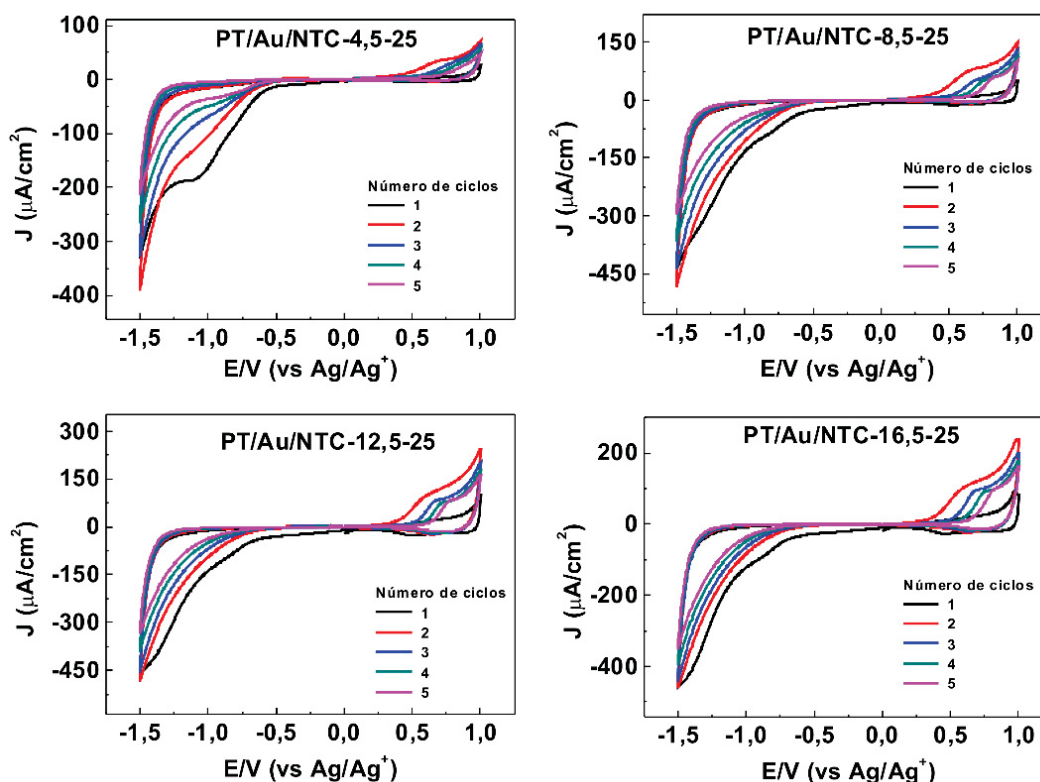 PT/Au/NTC-4,5-25
100
0
-100
-200
-300
-400
J (µA/cm²)
Número de ciclos
1
2
3
4
5
-1,5 -1,0 -0,5 0,0 0,5 1,0
E/V (vs Ag/Ag⁺)
PT/Au/NTC-8,5-25
150
0
-150
-300
-450
J (µA/cm²)
Número de ciclos
1
2
3
4
5
-1,5 -1,0 -0,5 0,0 0,5 1,0
E/V (vs Ag/Ag⁺)
PT/Au/NTC-12,5-25
300
150
0
-150
-300
-450
J (µA/cm²)
Número de ciclos
1
2
3
4
5
-1,5 -1,0 -0,5 0,0 0,5 1,0
E/V (vs Ag/Ag⁺)
PT/Au/NTC-16,5-25
200
0
-200
-400
J (µA/cm²)
Número de ciclos
1
2
3
4
5
-1,5 -1,0 -0,5 0,0 0,5 1,0
E/V (vs Ag/Ag⁺)